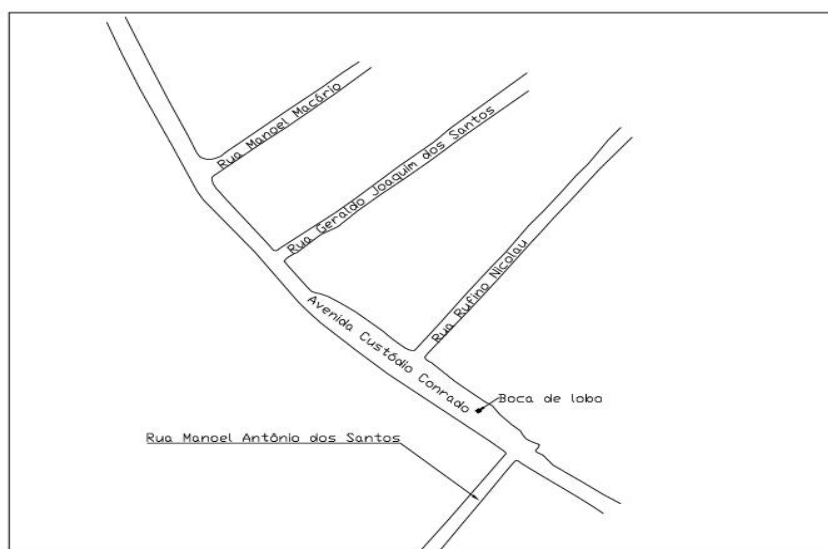 Rua Manoel Macário
Rua Geraldo Joaquim dos Santos
Rua Rufino Nicolau
Avenida Custódio Conrado
Boca de lobo
Rua Manoel Antônio dos Santos